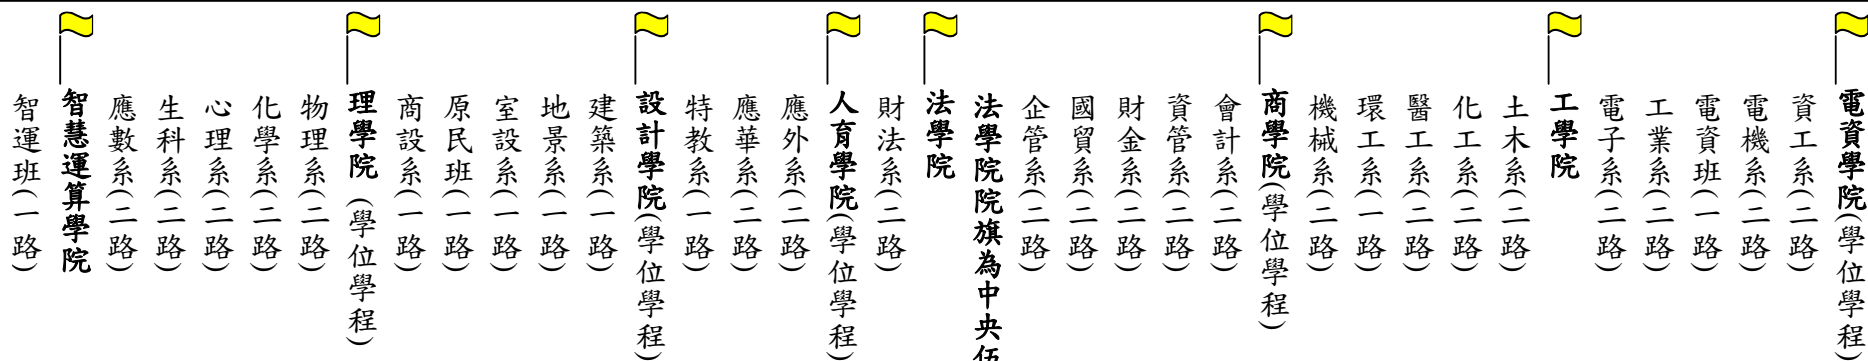 電資學院(學位學程)
資工系(二路)
電機系(二路)
電資班(一路)
工業系(二路)
電子系(二路)
工學院
土木系(二路)
化工系(二路)
醫工系(二路)
環工系(一路)
機械系(二路)
商學院(學位學程)
會計系(二路)
資管系(二路)
財金系(二路)
國貿系(二路)
企管系(二路)
法學院院旗為中央伍
法學院
財法系(二路)
人育學院(學位學程)
應外系(二路)
應華系(二路)
特教系(一路)
設計學院(學位學程)
建築系(一路)
地景系(一路)
室設系(一路)
原民班(一路)
商設系(一路)
理學院(學位學程)
物理系(二路)
化學系(二路)
心理系(二路)
生科系(二路)
應數系(二路)
智慧運算學院
智運班(一路)